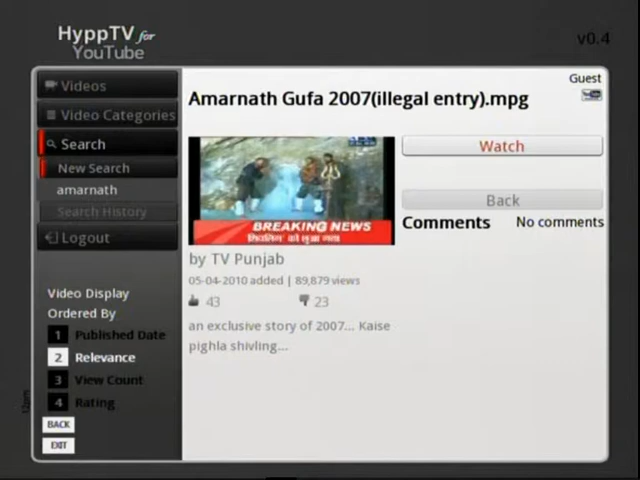 HyppTV for
YouTube
v0.4
Videos
Video Categories
Search
New Search
amarnath
Search History
Logout
Video Display
Ordered By
1 Published Date
2 Relevance
3 View Count
4 Rating
BACK
EXIT
Guest
Amarnath Gufa 2007(illegal entry).mpg
BREAKING NEWS
Watch
Back
Comments No comments
by TV Punjab
05-04-2010 added | 89,879 views
43 23
an exclusive story of 2007... Kaise
pighla shivling...